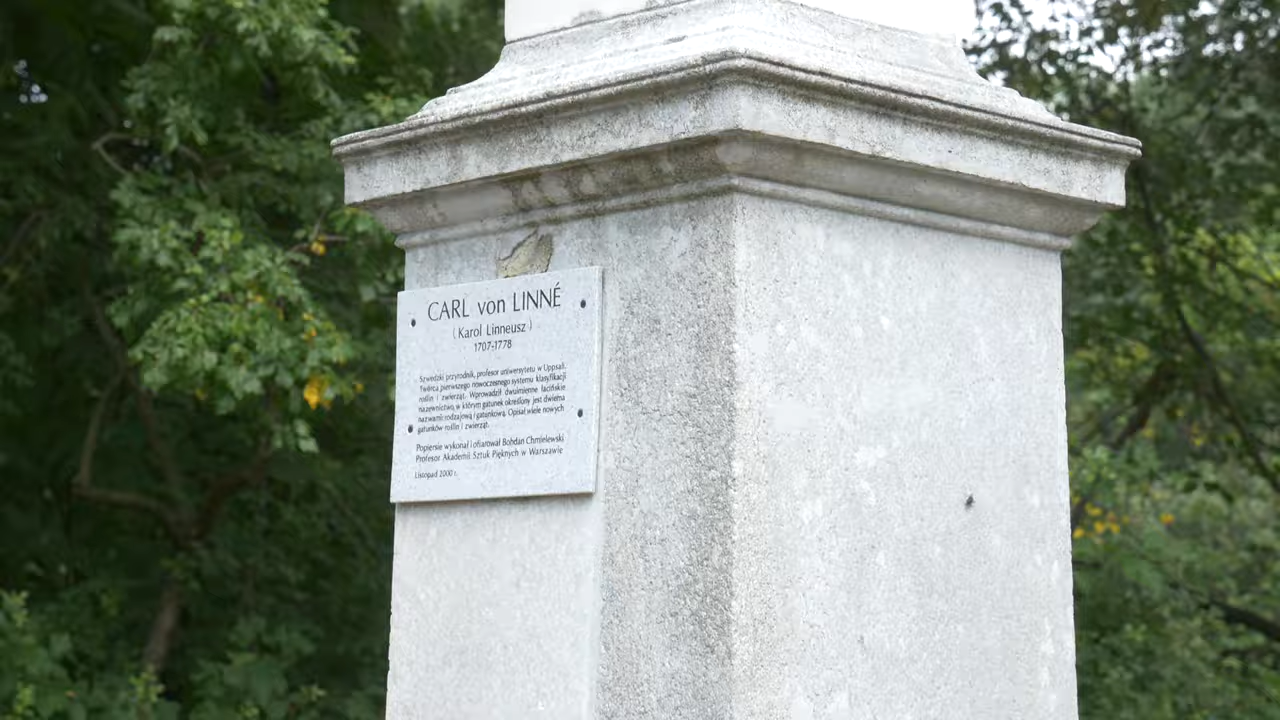 CARL von LINNÉ
(Karol Linneusz)
1707-1778
Szwedzki przyrodnik, profesor uniwersytetu w Uppsali.
Twórca pierwszego nowoczesnego systemu klasyfikacji
roślin i zwierząt. Wprowadził dwuimienne łacińskie
nazewnictwo, w którym gatunek określony jest dwiema
nazwami: rodzajową i gatunkową. Opisał wiele nowych
gatunków roślin i zwierząt.
Popiersie wykonał i ofiarował Bohdan Chmielewski
Profesor Akademii Sztuk Pięknych w Warszawie
Listopad 2000 r.